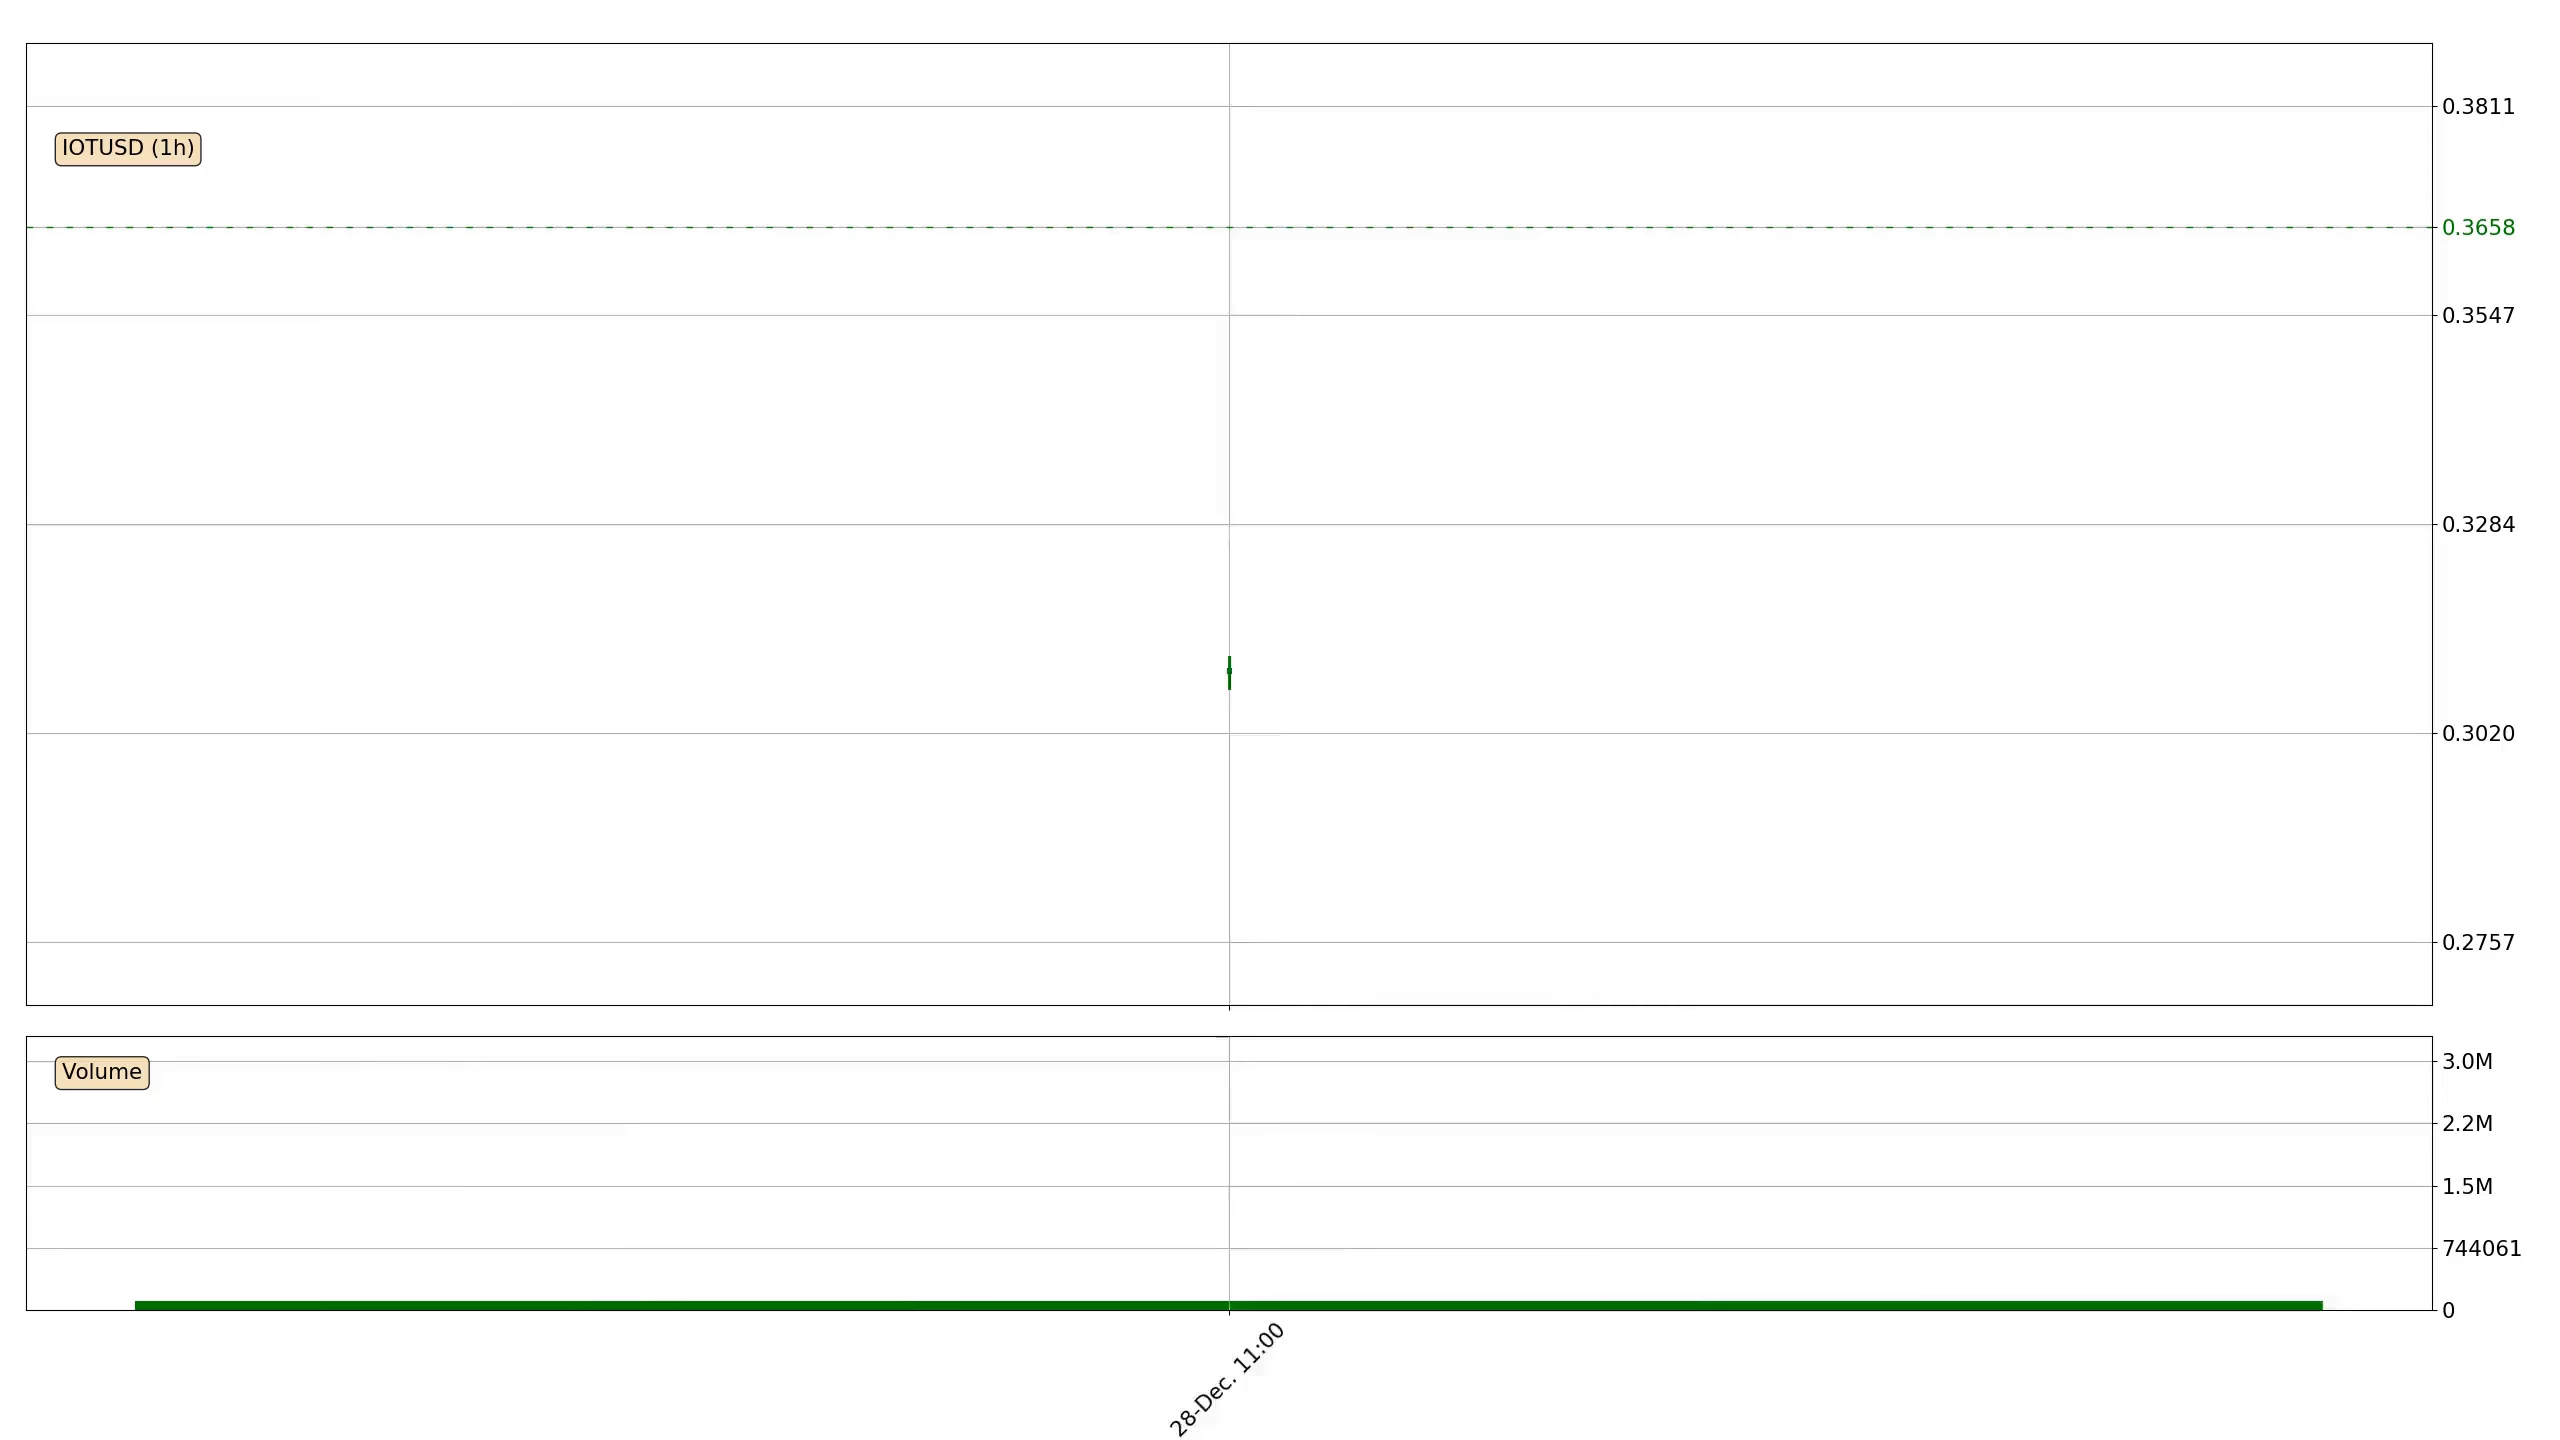 0.3811
IOTUSD (1h)
0.3658
0.3547
0.3284
0.3020
0.2757
Volume
3.0M
2.2M
1.5M
744061
0
28-Dec. 11:00